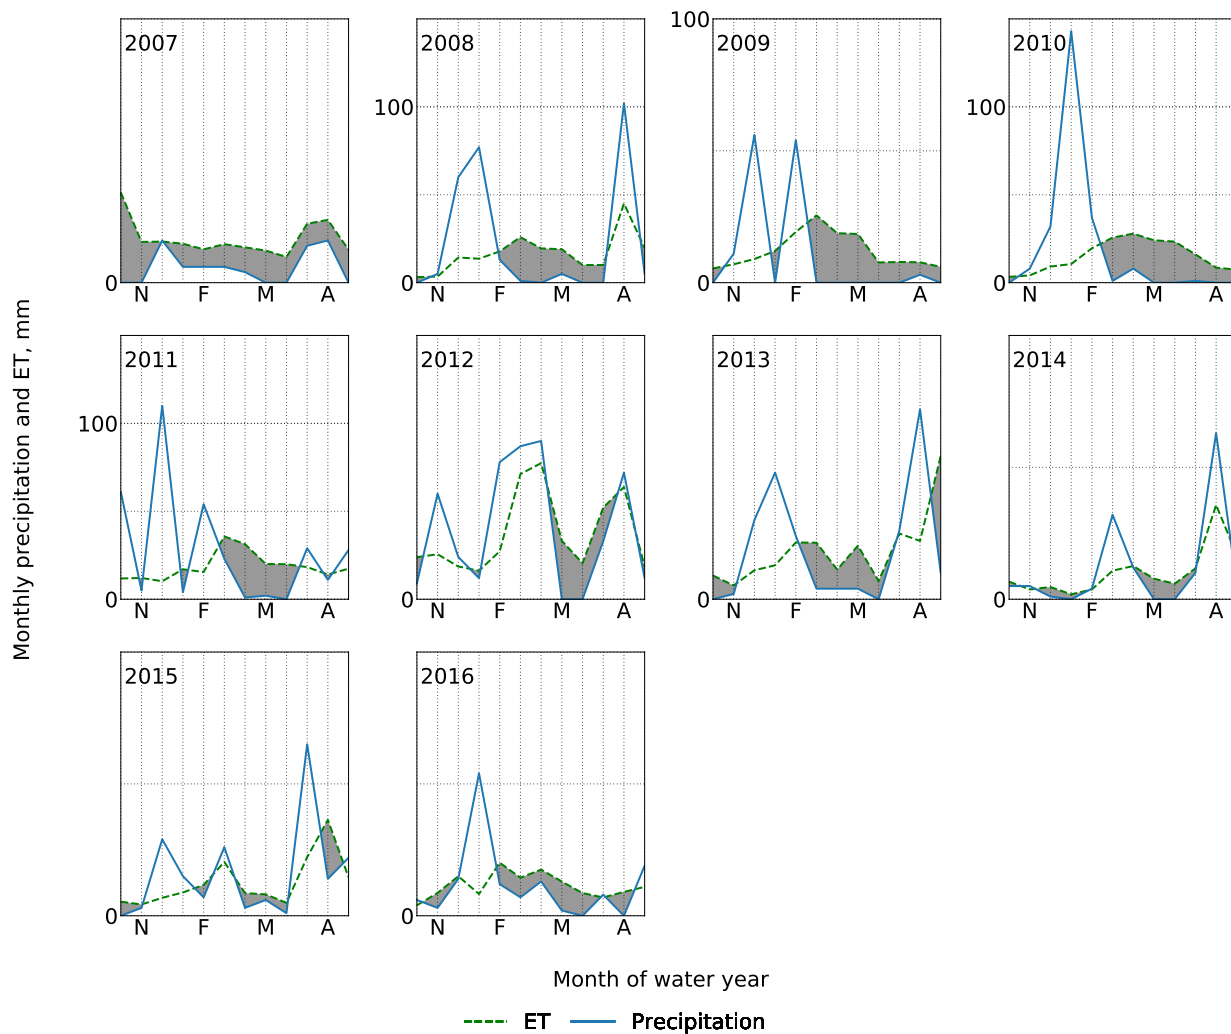 100
2007
2008
2009
2010
100
100
0
0
0
0
N F M A
N F M A
N F M A
N F M A
Monthly precipitation and ET, mm
2011
2012
2013
2014
100
0
0
0
0
N F M A
N F M A
N F M A
N F M A
2015
2016
0
0
N F M A
N F M A
Month of water year
ET
Precipitation